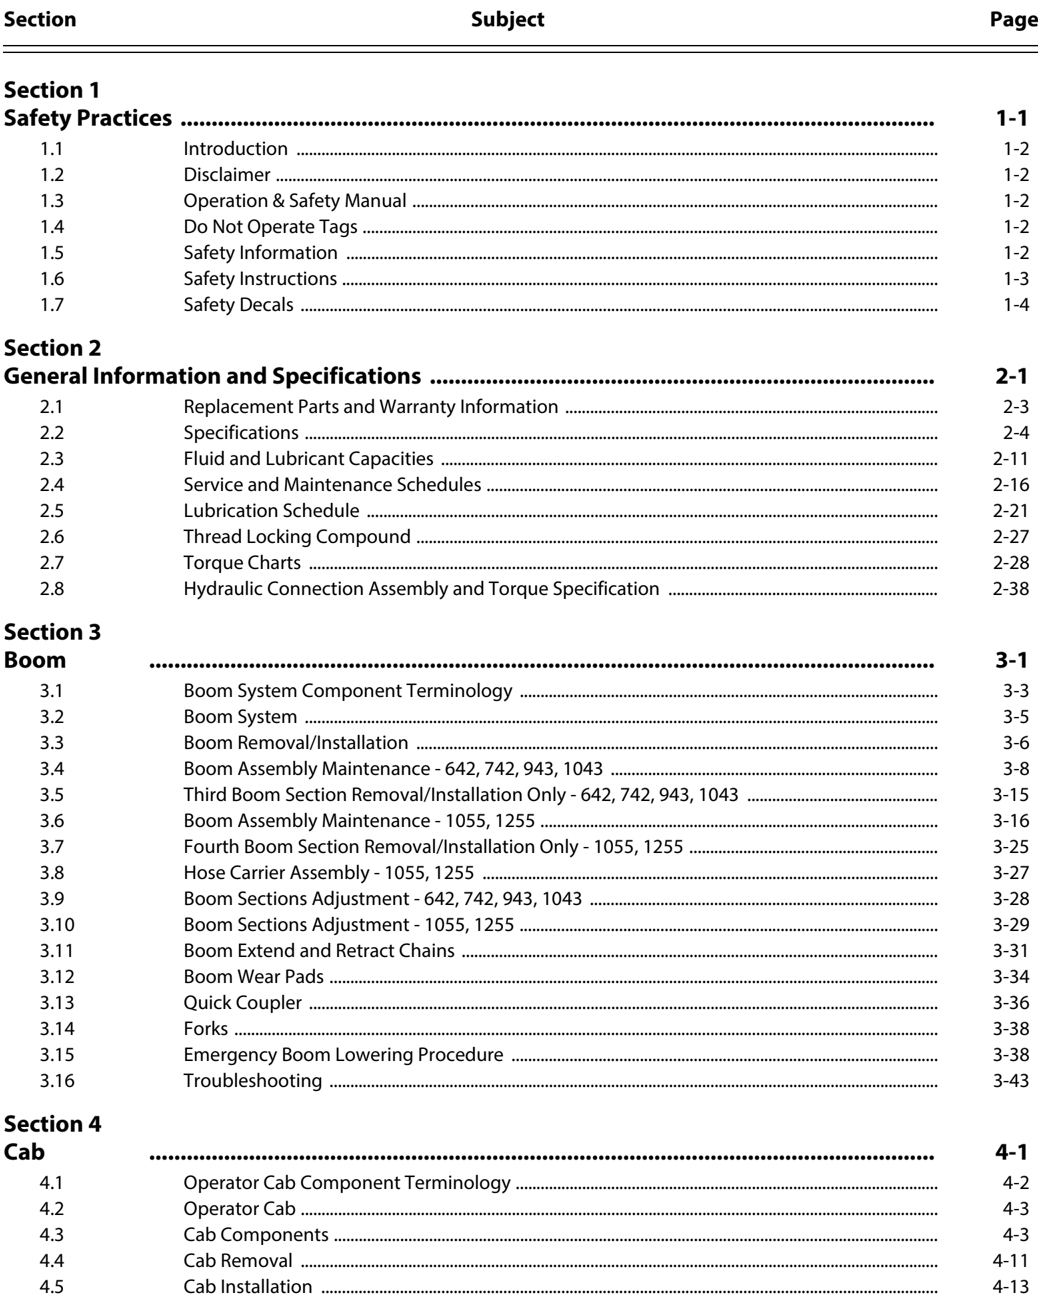 Section Subject Page
Section 1
Safety Practices ........................................ 1-1
1.1 Introduction ........................................ 1-2
1.2 Disclaimer ........................................ 1-2
1.3 Operation & Safety Manual ........................................ 1-2
1.4 Do Not Operate Tags ........................................ 1-2
1.5 Safety Information ........................................ 1-2
1.6 Safety Instructions ........................................ 1-3
1.7 Safety Decals ........................................ 1-4
Section 2
General Information and Specifications ........................................ 2-1
2.1 Replacement Parts and Warranty Information ........................................ 2-3
2.2 Specifications ........................................ 2-4
2.3 Fluid and Lubricant Capacities ........................................ 2-11
2.4 Service and Maintenance Schedules ........................................ 2-16
2.5 Lubrication Schedule ........................................ 2-21
2.6 Thread Locking Compound ........................................ 2-27
2.7 Torque Charts ........................................ 2-28
2.8 Hydraulic Connection Assembly and Torque Specification ........................................ 2-38
Section 3
Boom ........................................ 3-1
3.1 Boom System Component Terminology ........................................ 3-3
3.2 Boom System ........................................ 3-5
3.3 Boom Removal/Installation ........................................ 3-6
3.4 Boom Assembly Maintenance - 642, 742, 943, 1043 ........................................ 3-8
3.5 Third Boom Section Removal/Installation Only - 642, 742, 943, 1043 ........................................ 3-15
3.6 Boom Assembly Maintenance - 1055, 1255 ........................................ 3-16
3.7 Fourth Boom Section Removal/Installation Only - 1055, 1255 ........................................ 3-25
3.8 Hose Carrier Assembly - 1055, 1255 ........................................ 3-27
3.9 Boom Sections Adjustment - 642, 742, 943, 1043 ........................................ 3-28
3.10 Boom Sections Adjustment - 1055, 1255 ........................................ 3-29
3.11 Boom Extend and Retract Chains ........................................ 3-31
3.12 Boom Wear Pads ........................................ 3-34
3.13 Quick Coupler ........................................ 3-36
3.14 Forks ........................................ 3-38
3.15 Emergency Boom Lowering Procedure ........................................ 3-38
3.16 Troubleshooting ........................................ 3-43
Section 4
Cab ........................................ 4-1
4.1 Operator Cab Component Terminology ........................................ 4-2
4.2 Operator Cab ........................................ 4-3
4.3 Cab Components ........................................ 4-3
4.4 Cab Removal ........................................ 4-11
4.5 Cab Installation ........................................ 4-13